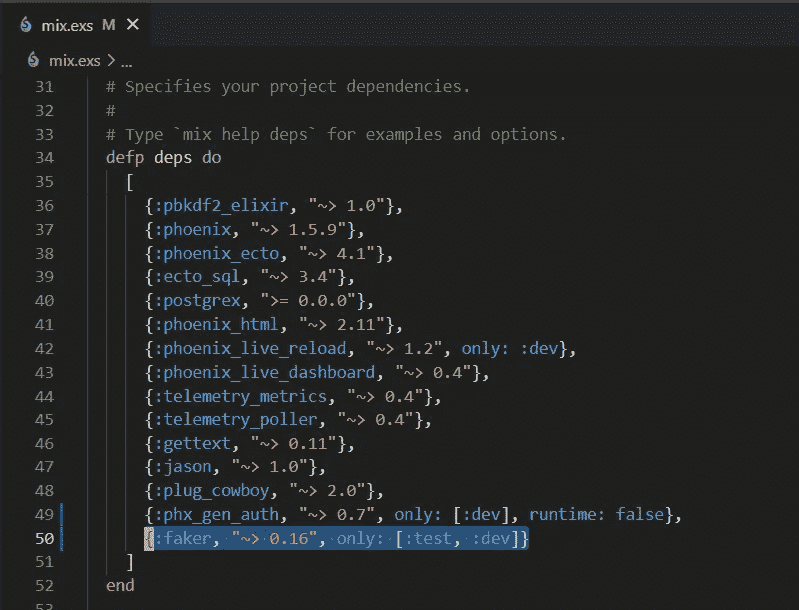 mix.exs M ×
mix.exs > ...
31 # Specifies your project dependencies.
32 #
33 # Type `mix help deps` for examples and options.
34 defp deps do
35 [
36 {:pbkdf2_elixir, "~> 1.0"},
37 {:phoenix, "~> 1.5.9"},
38 {:phoenix_ecto, "~> 4.1"},
39 {:ecto_sql, "~> 3.4"},
40 {:postgrex, ">= 0.0.0"},
41 {:phoenix_html, "~> 2.11"},
42 {:phoenix_live_reload, "~> 1.2", only: :dev},
43 {:phoenix_live_dashboard, "~> 0.4"},
44 {:telemetry_metrics, "~> 0.4"},
45 {:telemetry_poller, "~> 0.4"},
46 {:gettext, "~> 0.11"},
47 {:jason, "~> 1.0"},
48 {:plug_cowboy, "~> 2.0"},
49 {:phx_gen_auth, "~> 0.7", only: [:dev], runtime: false},
50 {:faker, "~> 0.16", only: [:test, :dev]}
51 ]
52 end
53